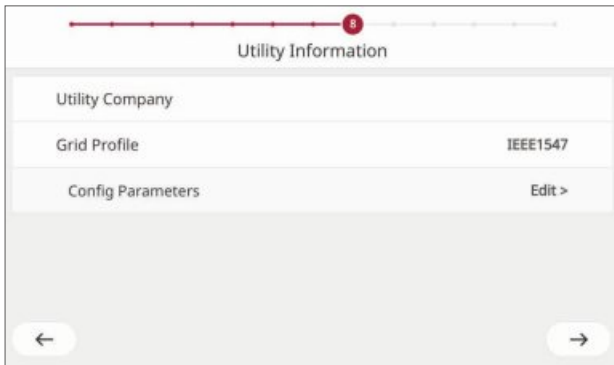 8
Utility Information
Utility Company
Grid Profile IEEE1547
Config Parameters Edit >